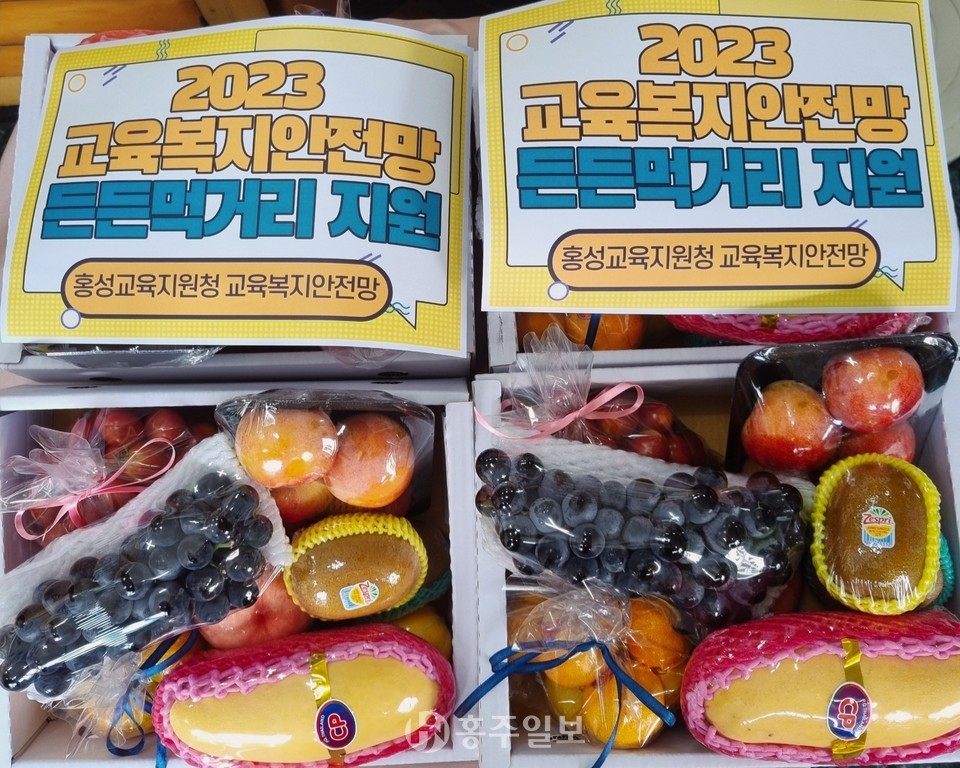 2023
교육복지안전망
든든먹거리 지원
홍성교육지원청 교육복지안전망
2023
교육복지안전망
든든먹거리 지원
홍성교육지원청 교육복지안전망
Zespri
Zespri
CP
CP
홍주일보